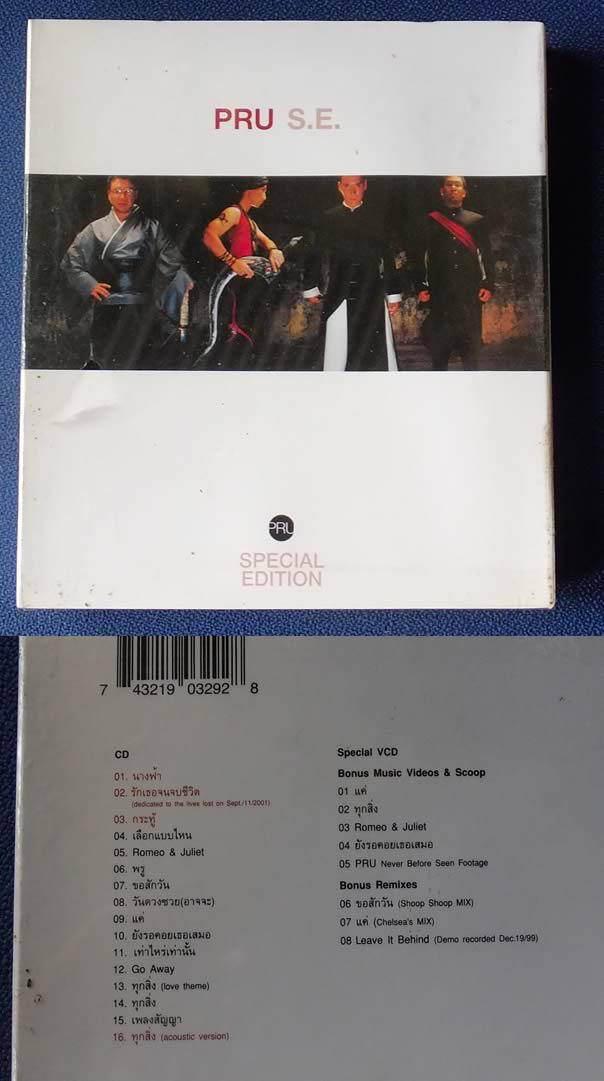 PRU S.E.
PRU
SPECIAL
EDITION
7 43219 03292 8
CD
01. นางฟ้า
02. รักเธอจนจบชีวิต
(dedicated to the lives lost on Sept./11/2001)
03. กระทู้
04. เลือกแบบไหน
05. Romeo & Juliet
06. พรู
07. ขอสักวัน
08. วันดวงซวย(อาจจะ)
09. แค่
10. ยังรอคอยเธอเสมอ
11. เท่าไหร่เท่านั้น
12. Go Away
13. ทุกสิ่ง (love theme)
14. ทุกสิ่ง
15. เพลงสัญญา
16. ทุกสิ่ง (acoustic version)
Special VCD
Bonus Music Videos & Scoop
01 แค่
02 ทุกสิ่ง
03 Romeo & Juliet
04 ยังรอคอยเธอเสมอ
05 PRU Never Before Seen Footage
Bonus Remixes
06 ขอสักวัน (Shoop Shoop MIX)
07 แค่ (Chelsea's MIX)
08 Leave It Behind (Demo recorded Dec.19/99)